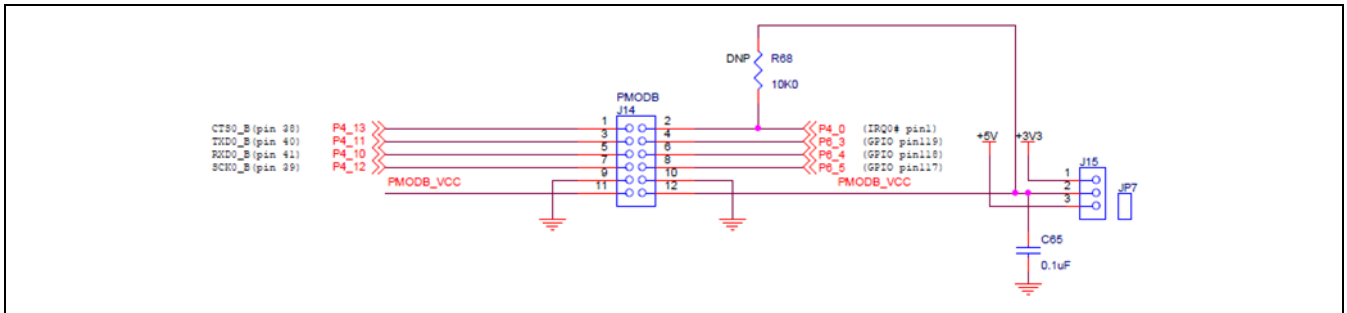 DNP R68
10K0
PMODB
J14
CTS0_B(pin 38) P4_13 1 2 P4_0 (IRQ0# pin1)
TXD0_B(pin 40) P4_11 3 4 P6_3 (GPIO pin119)
RXD0_B(pin 41) P4_10 5 6 P6_4 (GPIO pin118)
SCK0_B(pin 39) P4_12 7 8 P6_5 (GPIO pin117)
PMODB_VCC 9 10 PMODB_VCC
11 12
+5V +3V3
J15
1
2
3
JP7
C65
0.1uF